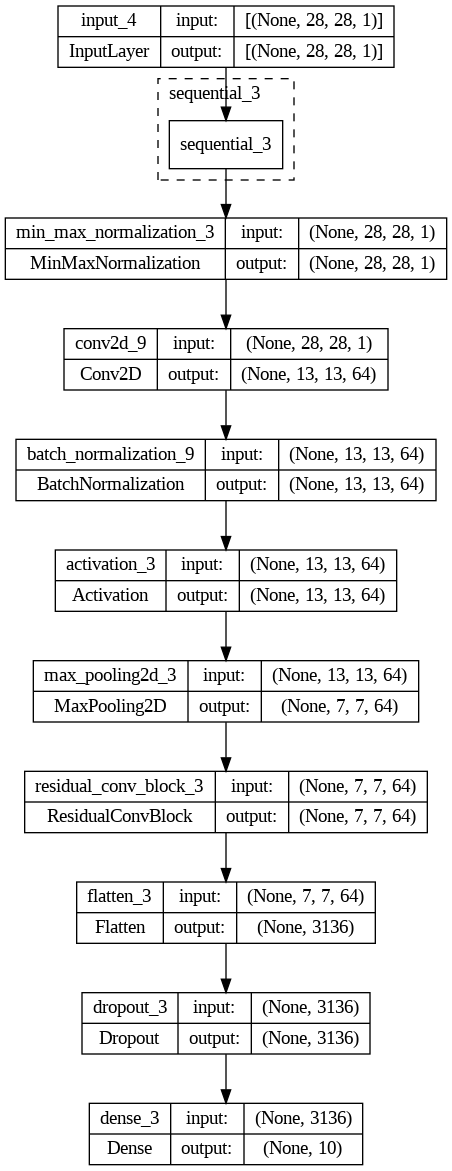 input_4 input: [(None, 28, 28, 1)]
InputLayer output: [(None, 28, 28, 1)]
sequential_3
sequential_3
min_max_normalization_3 input: (None, 28, 28, 1)
MinMaxNormalization output: (None, 28, 28, 1)
conv2d_9 input: (None, 28, 28, 1)
Conv2D output: (None, 13, 13, 64)
batch_normalization_9 input: (None, 13, 13, 64)
BatchNormalization output: (None, 13, 13, 64)
activation_3 input: (None, 13, 13, 64)
Activation output: (None, 13, 13, 64)
max_pooling2d_3 input: (None, 13, 13, 64)
MaxPooling2D output: (None, 7, 7, 64)
residual_conv_block_3 input: (None, 7, 7, 64)
ResidualConvBlock output: (None, 7, 7, 64)
flatten_3 input: (None, 7, 7, 64)
Flatten output: (None, 3136)
dropout_3 input: (None, 3136)
Dropout output: (None, 3136)
dense_3 input: (None, 3136)
Dense output: (None, 10)